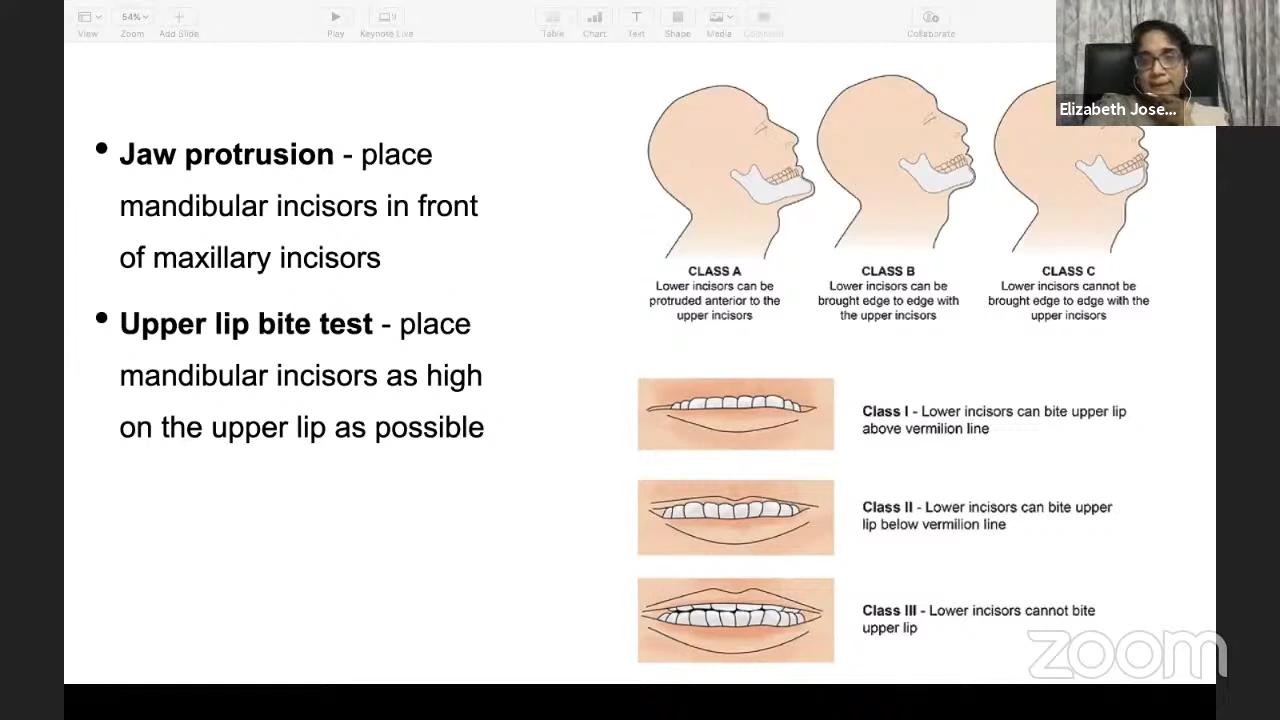 54%
View
Zoom
Add Slide
Play
Keynote Live
Table
Chart
Text
Shape
Media
Comment
Collaborate
Elizabeth Jose...
• Jaw protrusion - place
mandibular incisors in front
of maxillary incisors
• Upper lip bite test - place
mandibular incisors as high
on the upper lip as possible
CLASS A
Lower incisors can be
protruded anterior to the
upper incisors
CLASS B
Lower incisors can be
brought edge to edge with
the upper incisors
CLASS C
Lower incisors cannot be
brought edge to edge with the
upper incisors
Class I - Lower incisors can bite upper lip
above vermilion line
Class II - Lower incisors can bite upper
lip below vermilion line
Class III - Lower incisors cannot bite
upper lip
zoom